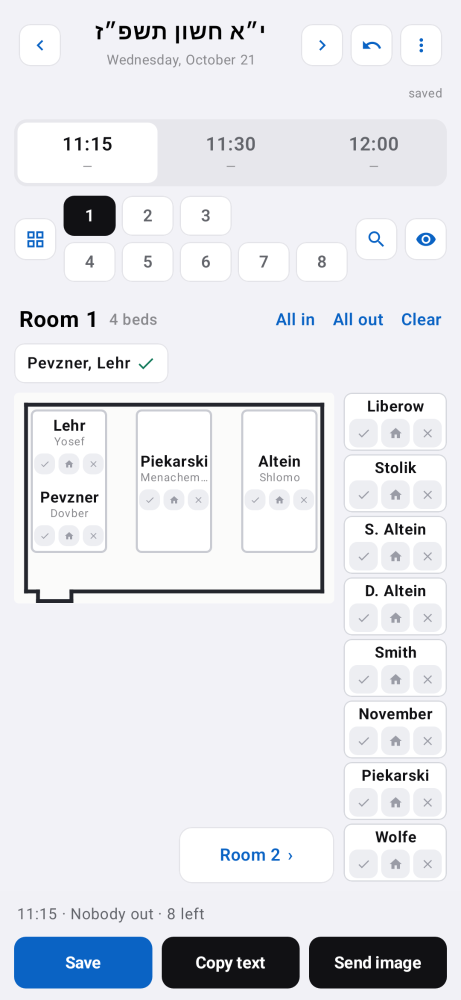 י״א חשון תשפ״ז
Wednesday, October 21
saved
11:15 11:30 12:00
– – –
1 2 3
4 5 6 7 8
Room 1 4 beds All in All out Clear
Pevzner, Lehr
Lehr
Yosef
Pevzner
Dovber
Piekarski
Menachem…
Altein
Shlomo
Liberow
Stolik
S. Altein
D. Altein
Smith
November
Piekarski
Wolfe
Room 2 ›
11:15 · Nobody out · 8 left
Save Copy text Send image